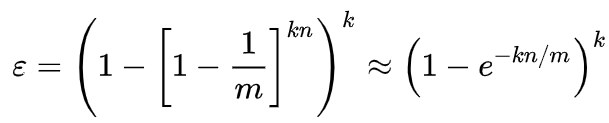 ε = (1 − [1 − 1/m]^{kn})^k ≈ (1 − e^{−kn/m})^k